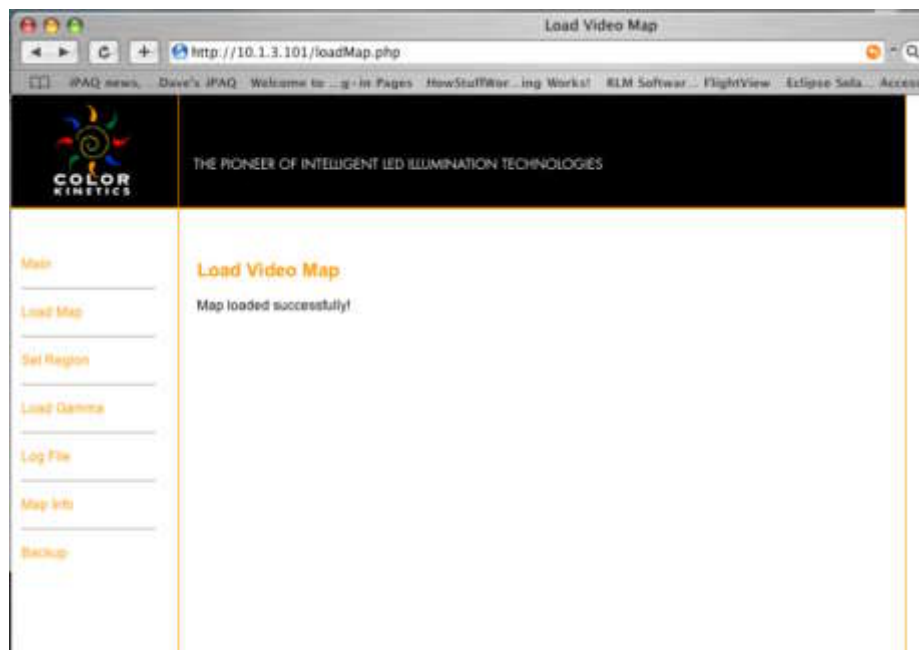 Load Video Map
http://10.1.3.101/loadMap.php
iPAQ news, Dave's iPAQ Welcome to ...g-in Pages HowStuffWor...ing Works! RLM Softwar... FlightView Eclipse Sola... Access
COLOR
KINETICS
THE PIONEER OF INTELLIGENT LED ILLUMINATION TECHNOLOGIES
Main
Load Map
Set Region
Load Gamma
Log File
Map Info
Backup
Load Video Map
Map loaded successfully!